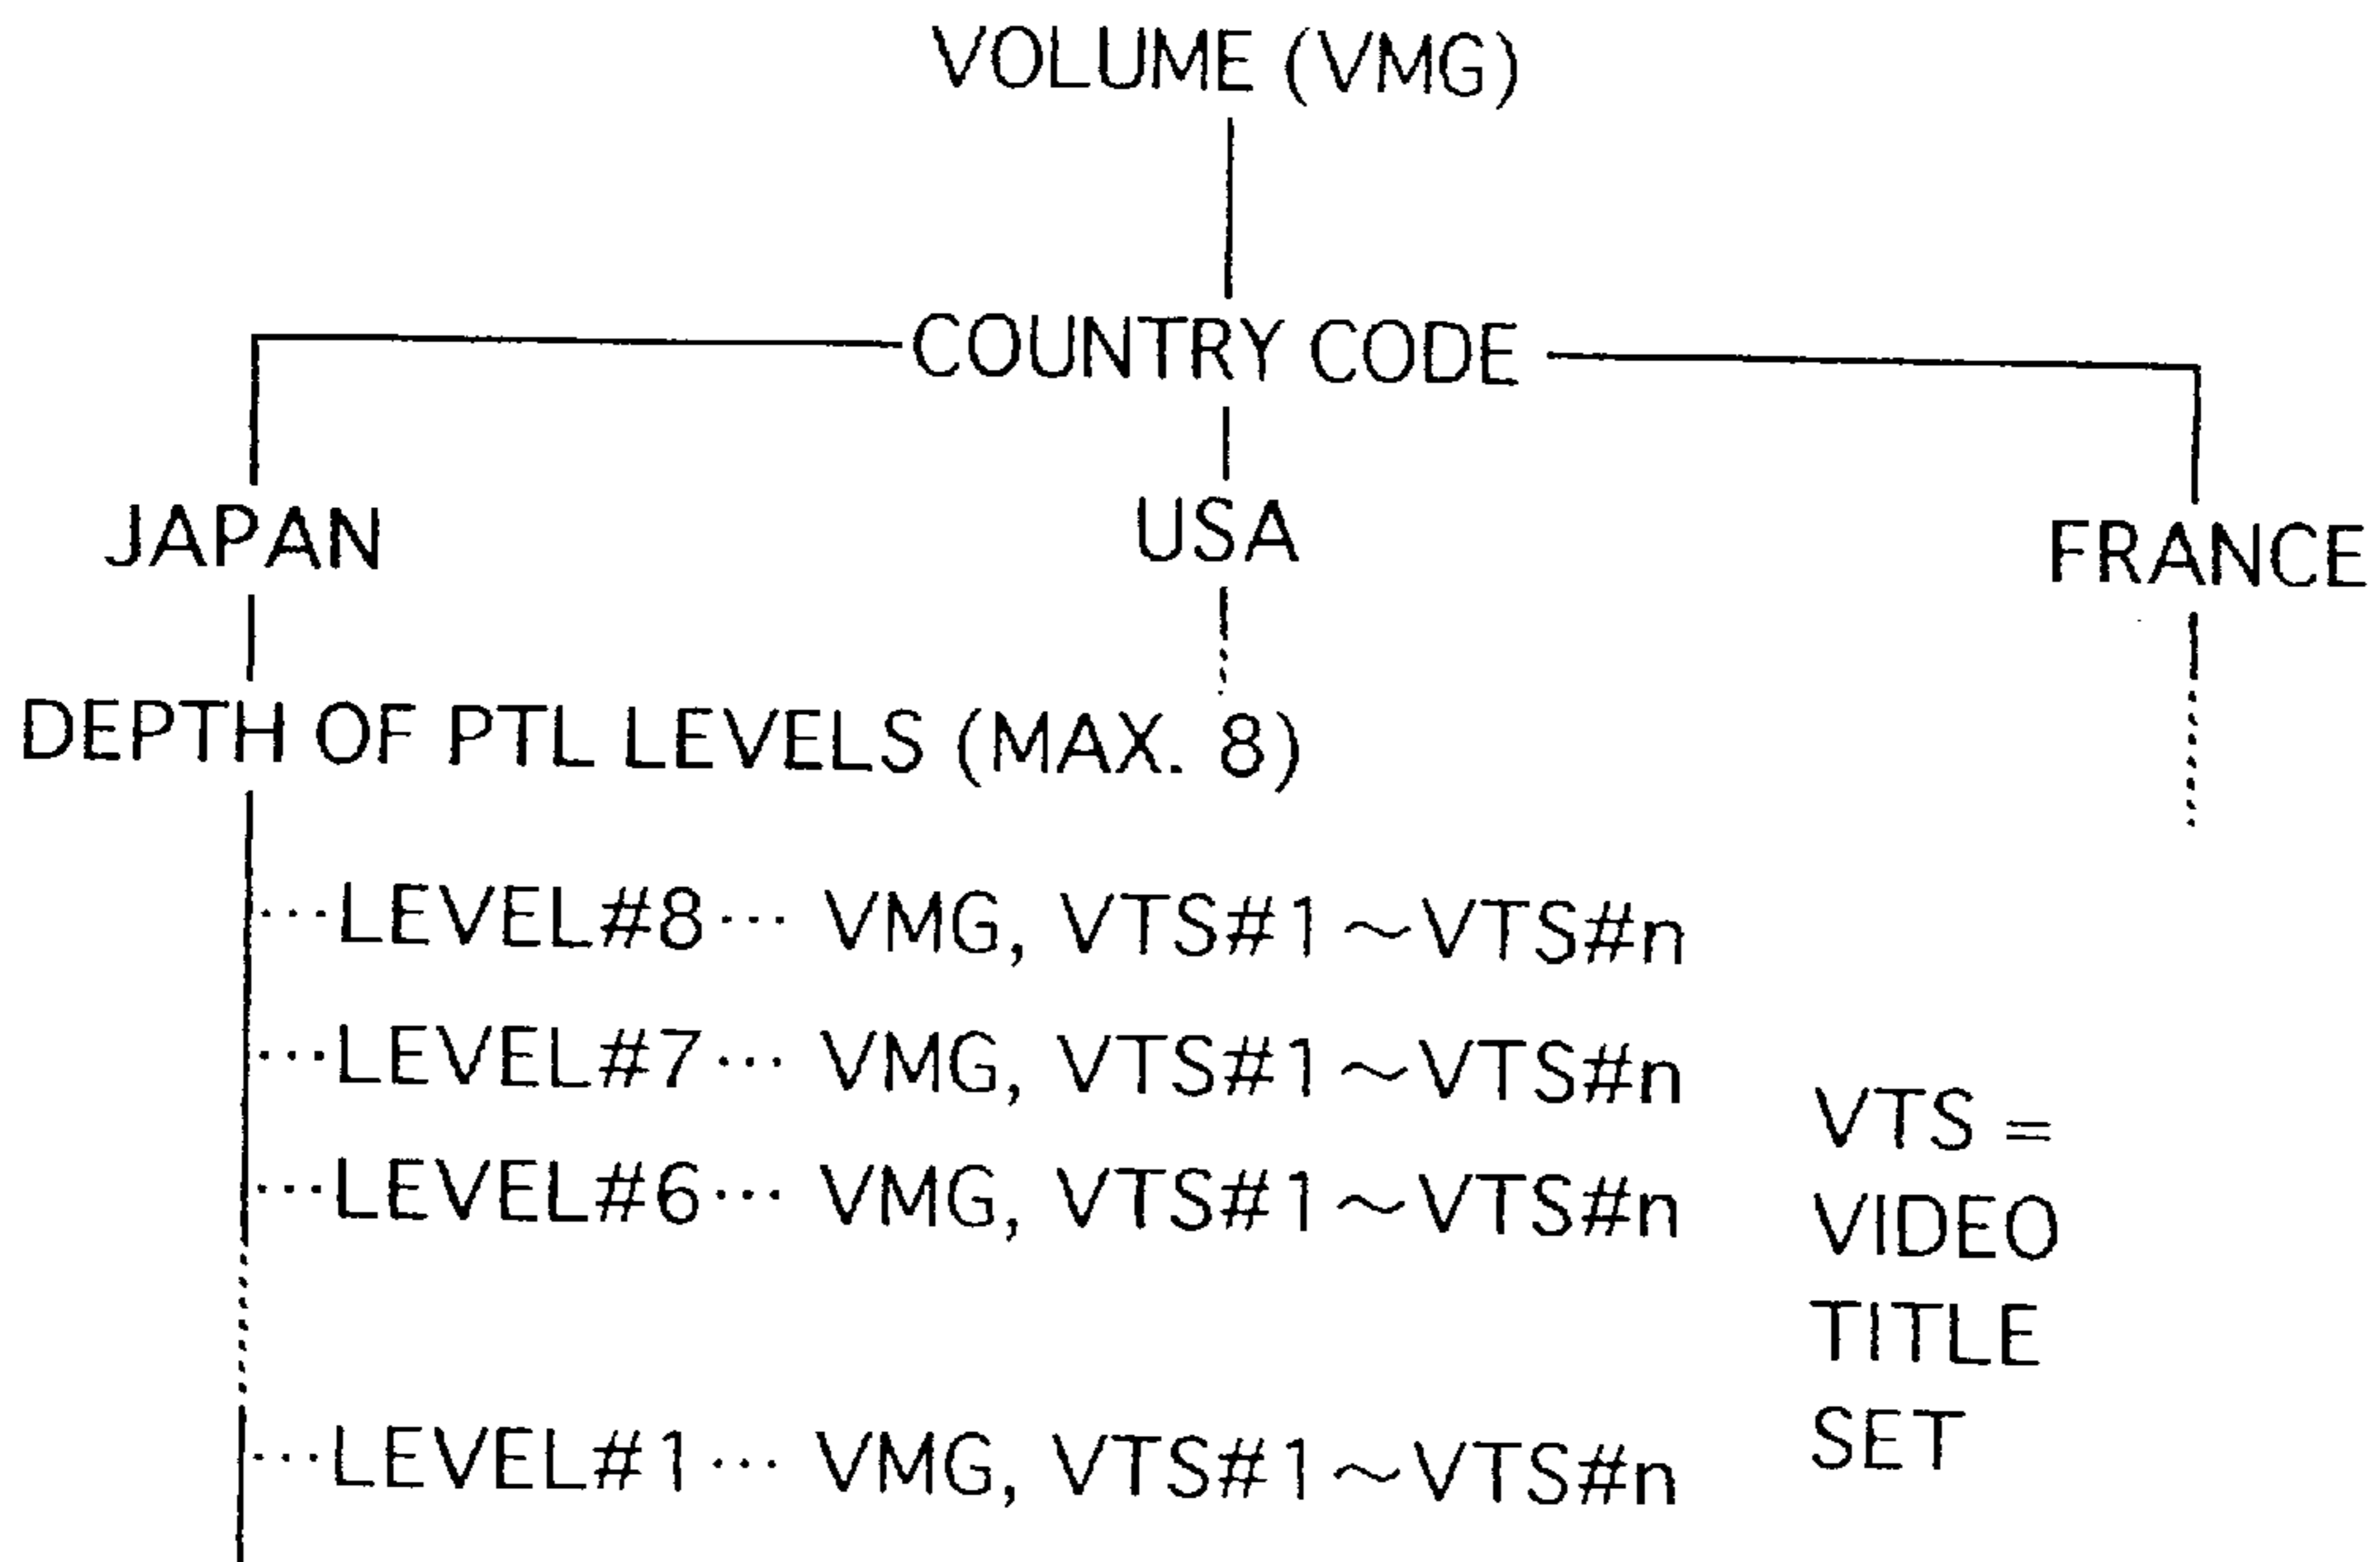 VOLUME (VMG)
COUNTRY CODE
JAPAN
USA
FRANCE
DEPTH OF PTL LEVELS (MAX. 8)
···LEVEL#8··· VMG, VTS#1~VTS#n
···LEVEL#7··· VMG, VTS#1~VTS#n
···LEVEL#6··· VMG, VTS#1~VTS#n
···LEVEL#1··· VMG, VTS#1~VTS#n
VTS =
VIDEO
TITLE
SET